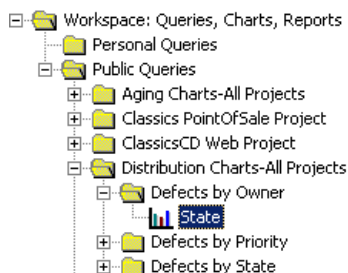 Workspace: Queries, Charts, Reports
Personal Queries
Public Queries
Aging Charts-All Projects
Classics PointOfSale Project
ClassicsCD Web Project
Distribution Charts-All Projects
Defects by Owner
State
Defects by Priority
Defects by State